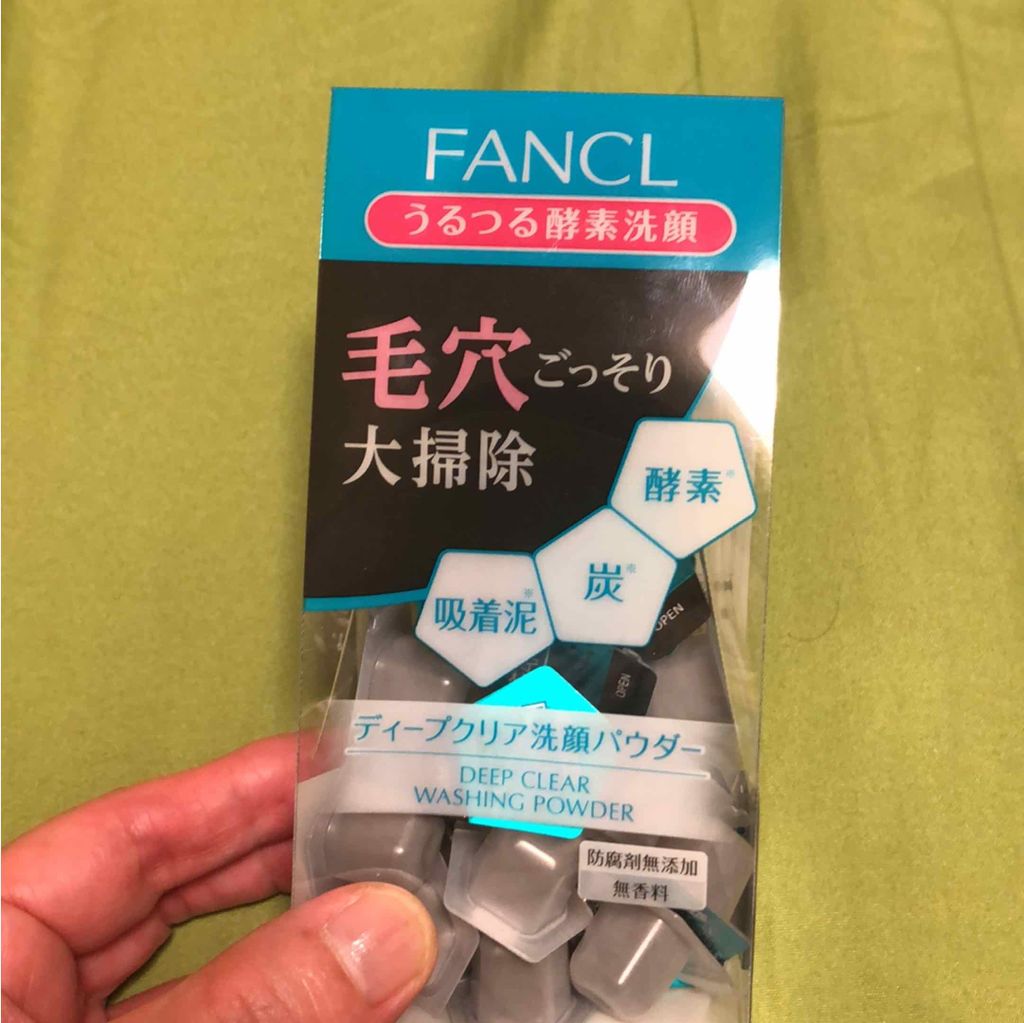 FANCL
うるつる酵素洗顔
毛穴ごっそり
大掃除
酵素※
炭※
吸着泥※
OPEN
OPEN
ディープクリア洗顔パウダー
DEEP CLEAR
WASHING POWDER
防腐剤無添加
無香料